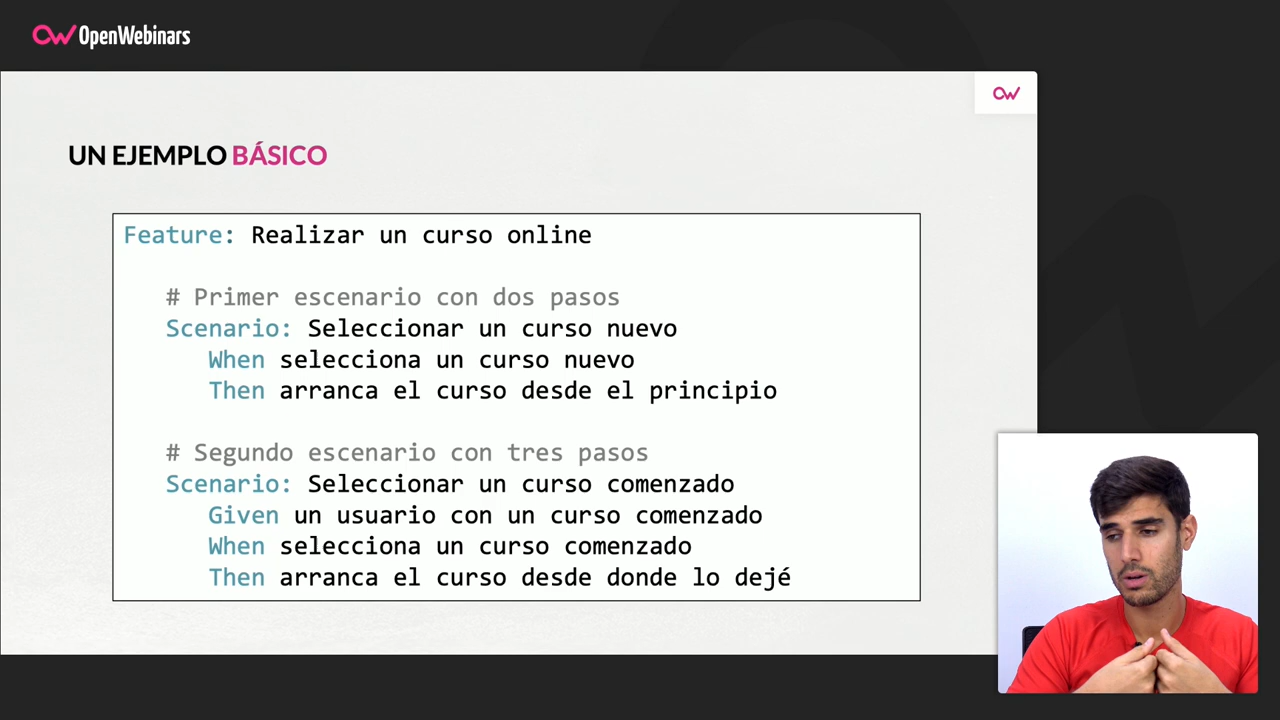 OpenWebinars
UN EJEMPLO BÁSICO
Feature: Realizar un curso online
# Primer escenario con dos pasos
Scenario: Seleccionar un curso nuevo
When selecciona un curso nuevo
Then arranca el curso desde el principio
# Segundo escenario con tres pasos
Scenario: Seleccionar un curso comenzado
Given un usuario con un curso comenzado
When selecciona un curso comenzado
Then arranca el curso desde donde lo dejé